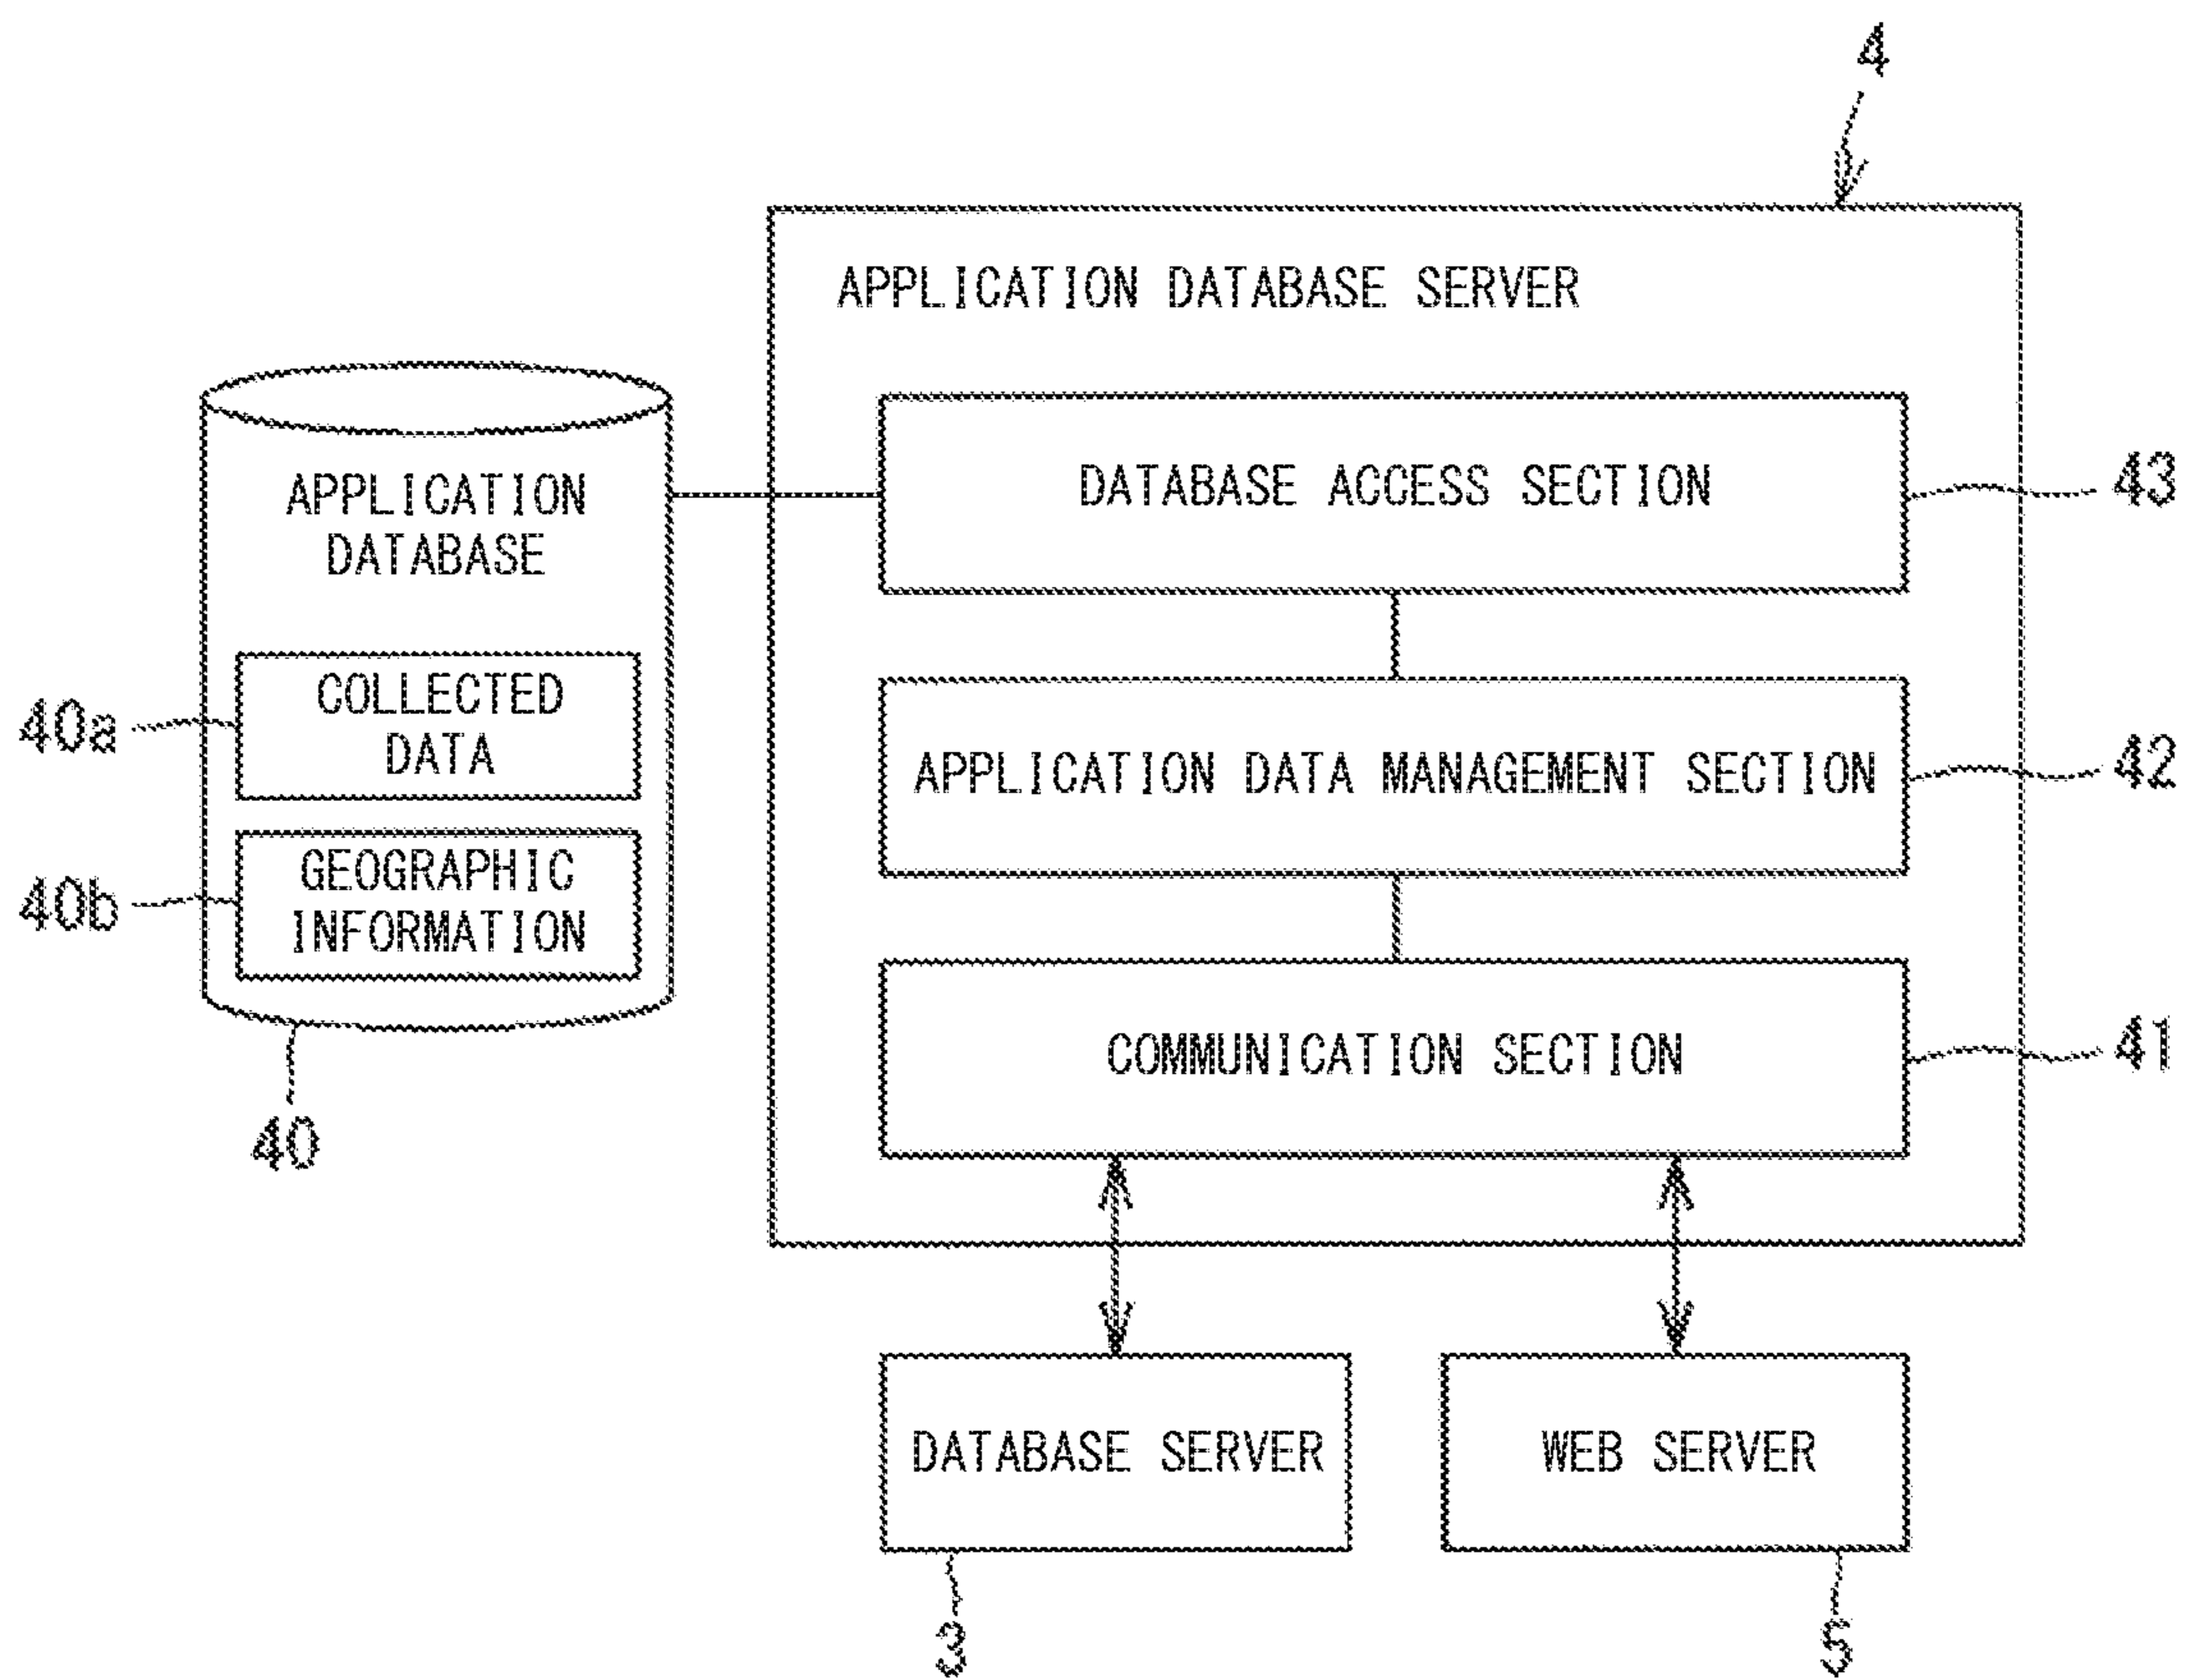 4
APPLICATION DATABASE SERVER
APPLICATION
DATABASE
DATABASE ACCESS SECTION
43
40a
COLLECTED
DATA
APPLICATION DATA MANAGEMENT SECTION
42
40b
GEOGRAPHIC
INFORMATION
COMMUNICATION SECTION
41
40
DATABASE SERVER
WEB SERVER
3
5